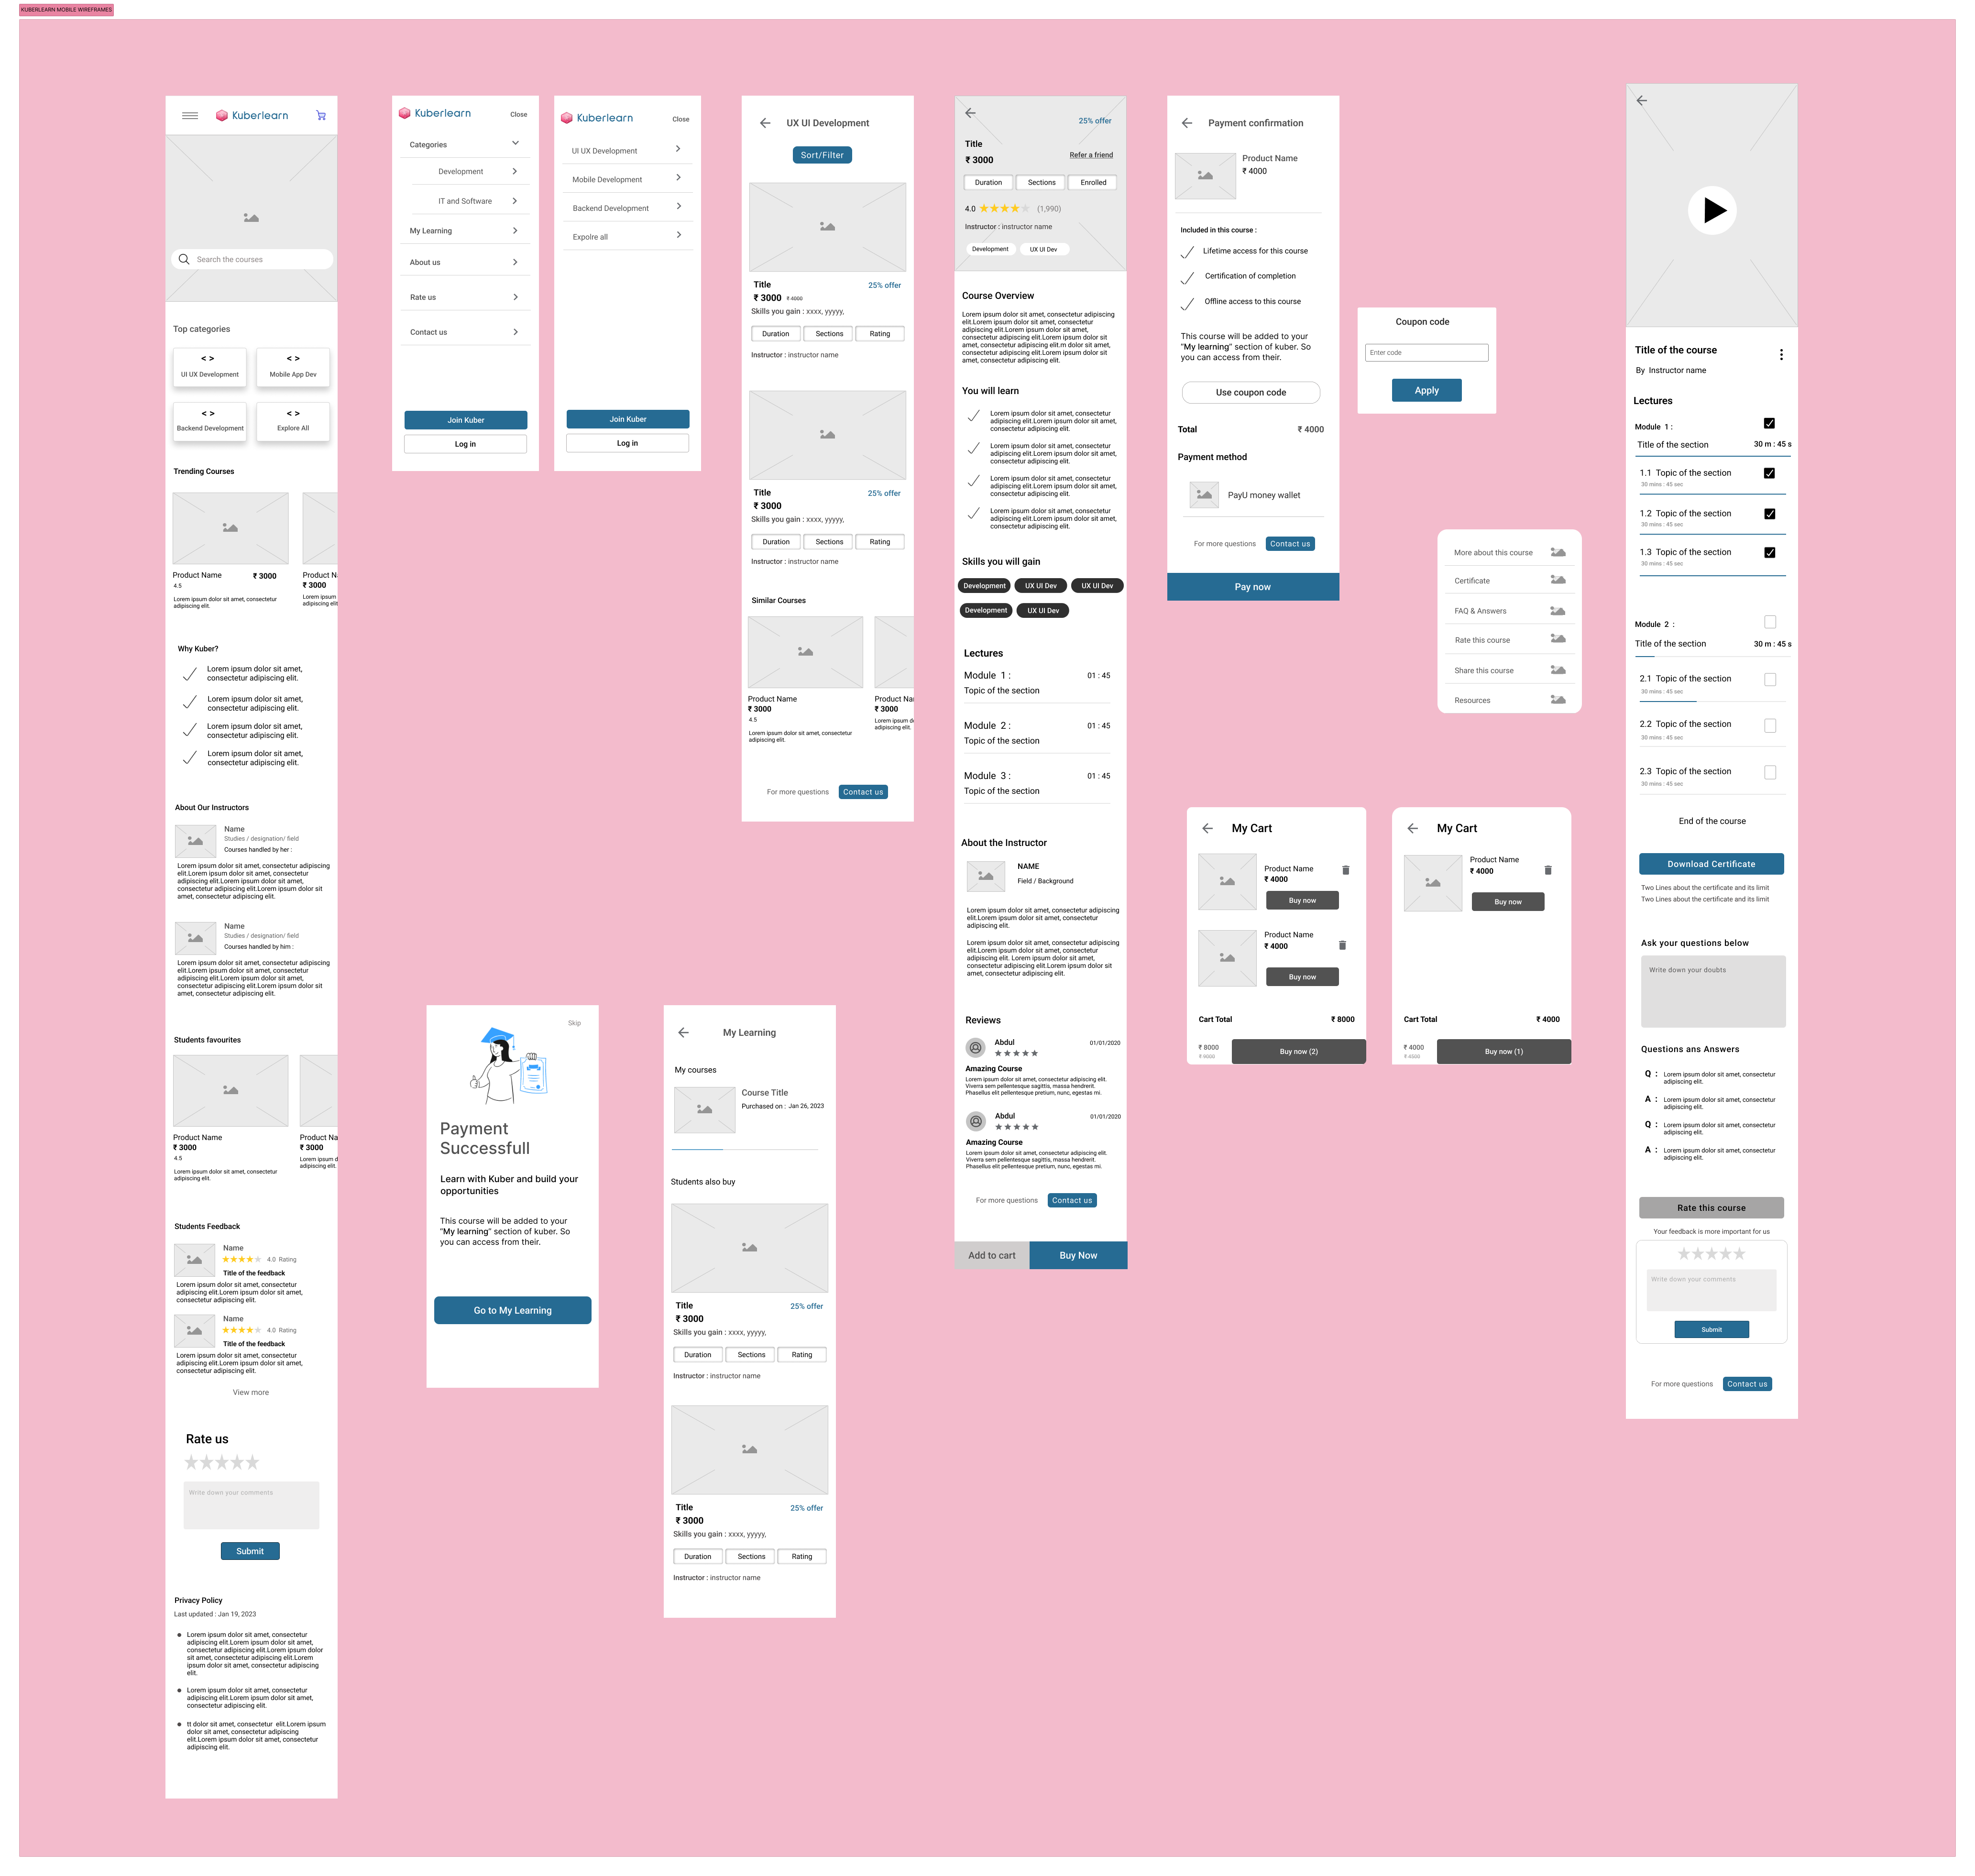 KUBERLEARN MOBILE WIREFRAMES
Kuberlearn
Search the courses
Top categories
< >
UI UX Development
< >
Mobile App Dev
< >
Backend Development
< >
Explore All
Trending Courses
Product Name ₹ 3000
4.5
Lorem ipsum dolor sit amet, consectetur
adipiscing elit.
Product N
₹ 3000
Lorem ipsum
adipiscing elit
Why Kuber?
Lorem ipsum dolor sit amet,
consectetur adipiscing elit.
Lorem ipsum dolor sit amet,
consectetur adipiscing elit.
Lorem ipsum dolor sit amet,
consectetur adipiscing elit.
Lorem ipsum dolor sit amet,
consectetur adipiscing elit.
About Our Instructors
Name
Studies / designation/ field
Courses handled by her :
Lorem ipsum dolor sit amet, consectetur adipiscing
elit.Lorem ipsum dolor sit amet,
consectetur adipiscing elit.Lorem ipsum dolor sit
amet, consectetur adipiscing elit.Lorem ipsum dolor sit
amet, consectetur adipiscing elit.
Name
Studies / designation/ field
Courses handled by him :
Lorem ipsum dolor sit amet, consectetur adipiscing
elit.Lorem ipsum dolor sit amet, consectetur
adipiscing elit.Lorem ipsum dolor sit amet,
consectetur adipiscing elit.Lorem ipsum dolor sit
amet, consectetur adipiscing elit.
Students favourites
Product Name
₹ 3000
4.5
Lorem ipsum dolor sit amet, consectetur
adipiscing elit.
Product Na
₹ 3000
Lorem ipsum d
adipiscing elit.
Students Feedback
Name
4.0 Rating
Title of the feedback
Lorem ipsum dolor sit amet, consectetur
adipiscing elit.Lorem ipsum dolor sit amet,
consectetur adipiscing elit.
Name
4.0 Rating
Title of the feedback
Lorem ipsum dolor sit amet, consectetur
adipiscing elit.Lorem ipsum dolor sit amet,
consectetur adipiscing elit.
View more
Rate us
Write down your comments
Submit
Privacy Policy
Last updated : Jan 19, 2023
Lorem ipsum dolor sit amet, consectetur
adipiscing elit.Lorem ipsum dolor sit amet,
consectetur adipiscing elit.Lorem ipsum dolor
sit amet, consectetur adipiscing elit.Lorem
ipsum dolor sit amet, consectetur adipiscing
elit.
Lorem ipsum dolor sit amet, consectetur
adipiscing elit.Lorem ipsum dolor sit amet,
consectetur adipiscing elit.
tt dolor sit amet, consectetur elit.Lorem ipsum
dolor sit amet, consectetur adipiscing
elit.Lorem ipsum dolor sit amet, consectetur
adipiscing elit.
Kuberlearn Close
Categories
Development
IT and Software
My Learning
About us
Rate us
Contact us
Join Kuber
Log in
Kuberlearn Close
UI UX Development
Mobile Development
Backend Development
Expolre all
Join Kuber
Log in
UX UI Development
Sort/Filter
Title 25% offer
₹ 3000 ₹ 4000
Skills you gain : xxxx, yyyyy,
Duration Sections Rating
Instructor : instructor name
Title 25% offer
₹ 3000
Skills you gain : xxxx, yyyyy,
Duration Sections Rating
Instructor : instructor name
Similar Courses
Product Name
₹ 3000
4.5
Lorem ipsum dolor sit amet, consectetur
adipiscing elit.
Product Na
₹ 3000
Lorem ipsum d
adipiscing elit.
For more questions Contact us
25% offer
Title
₹ 3000 Refer a friend
Duration Sections Enrolled
4.0 (1,990)
Instructor : instructor name
Development UX UI Dev
Course Overview
Lorem ipsum dolor sit amet, consectetur adipiscing
elit.Lorem ipsum dolor sit amet, consectetur
adipiscing elit.Lorem ipsum dolor sit amet,
consectetur adipiscing elit.Lorem ipsum dolor sit
amet, consectetur adipiscing elit.m dolor sit amet,
consectetur adipiscing elit.Lorem ipsum dolor sit
amet, consectetur adipiscing elit.
You will learn
Lorem ipsum dolor sit amet, consectetur
adipiscing elit.Lorem ipsum dolor sit amet,
consectetur adipiscing elit.
Lorem ipsum dolor sit amet, consectetur
adipiscing elit.Lorem ipsum dolor sit amet,
consectetur adipiscing elit.
Lorem ipsum dolor sit amet, consectetur
adipiscing elit.Lorem ipsum dolor sit amet,
consectetur adipiscing elit.
Lorem ipsum dolor sit amet, consectetur
adipiscing elit.Lorem ipsum dolor sit amet,
consectetur adipiscing elit.
Skills you will gain
Development UX UI Dev UX UI Dev
Development UX UI Dev
Lectures
Module 1 : 01 : 45
Topic of the section
Module 2 : 01 : 45
Topic of the section
Module 3 : 01 : 45
Topic of the section
About the Instructor
NAME
Field / Background
Lorem ipsum dolor sit amet, consectetur adipiscing
elit.Lorem ipsum dolor sit amet, consectetur
adipiscing elit.
Lorem ipsum dolor sit amet, consectetur adipiscing
elit.Lorem ipsum dolor sit amet, consectetur
adipiscing elit. Lorem ipsum dolor sit amet,
consectetur adipiscing elit.Lorem ipsum dolor sit
amet, consectetur adipiscing elit.
Reviews
Abdul 01/01/2020
Amazing Course
Lorem ipsum dolor sit amet, consectetur adipiscing elit.
Viverra sem pellentesque sagittis, massa hendrerit.
Phasellus elit pellentesque pretium, nunc, egestas mi.
Abdul 01/01/2020
Amazing Course
Lorem ipsum dolor sit amet, consectetur adipiscing elit.
Viverra sem pellentesque sagittis, massa hendrerit.
Phasellus elit pellentesque pretium, nunc, egestas mi.
For more questions Contact us
Add to cart Buy Now
Payment confirmation
Product Name
₹ 4000
Included in this course :
Lifetime access for this course
Certification of completion
Offline access to this course
This course will be added to your
"My learning" section of kuber. So
you can access from their.
Use coupon code
Total ₹ 4000
Payment method
PayU money wallet
For more questions Contact us
Pay now
Coupon code
Enter code
Apply
More about this course
Certificate
FAQ & Answers
Rate this course
Share this course
Resources
My Cart
Product Name
₹ 4000
Buy now
Product Name
₹ 4000
Buy now
Cart Total ₹ 8000
₹ 8000
₹ 9000
Buy now (2)
My Cart
Product Name
₹ 4000
Buy now
Cart Total ₹ 4000
₹ 4000
₹ 4500
Buy now (1)
Skip
Payment
Successfull
Learn with Kuber and build your
opportunities
This course will be added to your
"My learning" section of kuber. So
you can access from their.
Go to My Learning
My Learning
My courses
Course Title
Purchased on : Jan 26, 2023
Students also buy
Title 25% offer
₹ 3000
Skills you gain : xxxx, yyyyy,
Duration Sections Rating
Instructor : instructor name
Title 25% offer
₹ 3000
Skills you gain : xxxx, yyyyy,
Duration Sections Rating
Instructor : instructor name
Title of the course
By Instructor name
Lectures
Module 1 :
Title of the section 30 m : 45 s
1.1 Topic of the section
30 mins : 45 sec
1.2 Topic of the section
30 mins : 45 sec
1.3 Topic of the section
30 mins : 45 sec
Module 2 :
Title of the section 30 m : 45 s
2.1 Topic of the section
30 mins : 45 sec
2.2 Topic of the section
30 mins : 45 sec
2.3 Topic of the section
30 mins : 45 sec
End of the course
Download Certificate
Two Lines about the certificate and its limit
Two Lines about the certificate and its limit
Ask your questions below
Write down your doubts
Questions ans Answers
Q : Lorem ipsum dolor sit amet, consectetur
adipiscing elit.
A : Lorem ipsum dolor sit amet, consectetur
adipiscing elit.
Q : Lorem ipsum dolor sit amet, consectetur
adipiscing elit.
A : Lorem ipsum dolor sit amet, consectetur
adipiscing elit.
Rate this course
Your feedback is more important for us
Write down your comments
Submit
For more questions Contact us